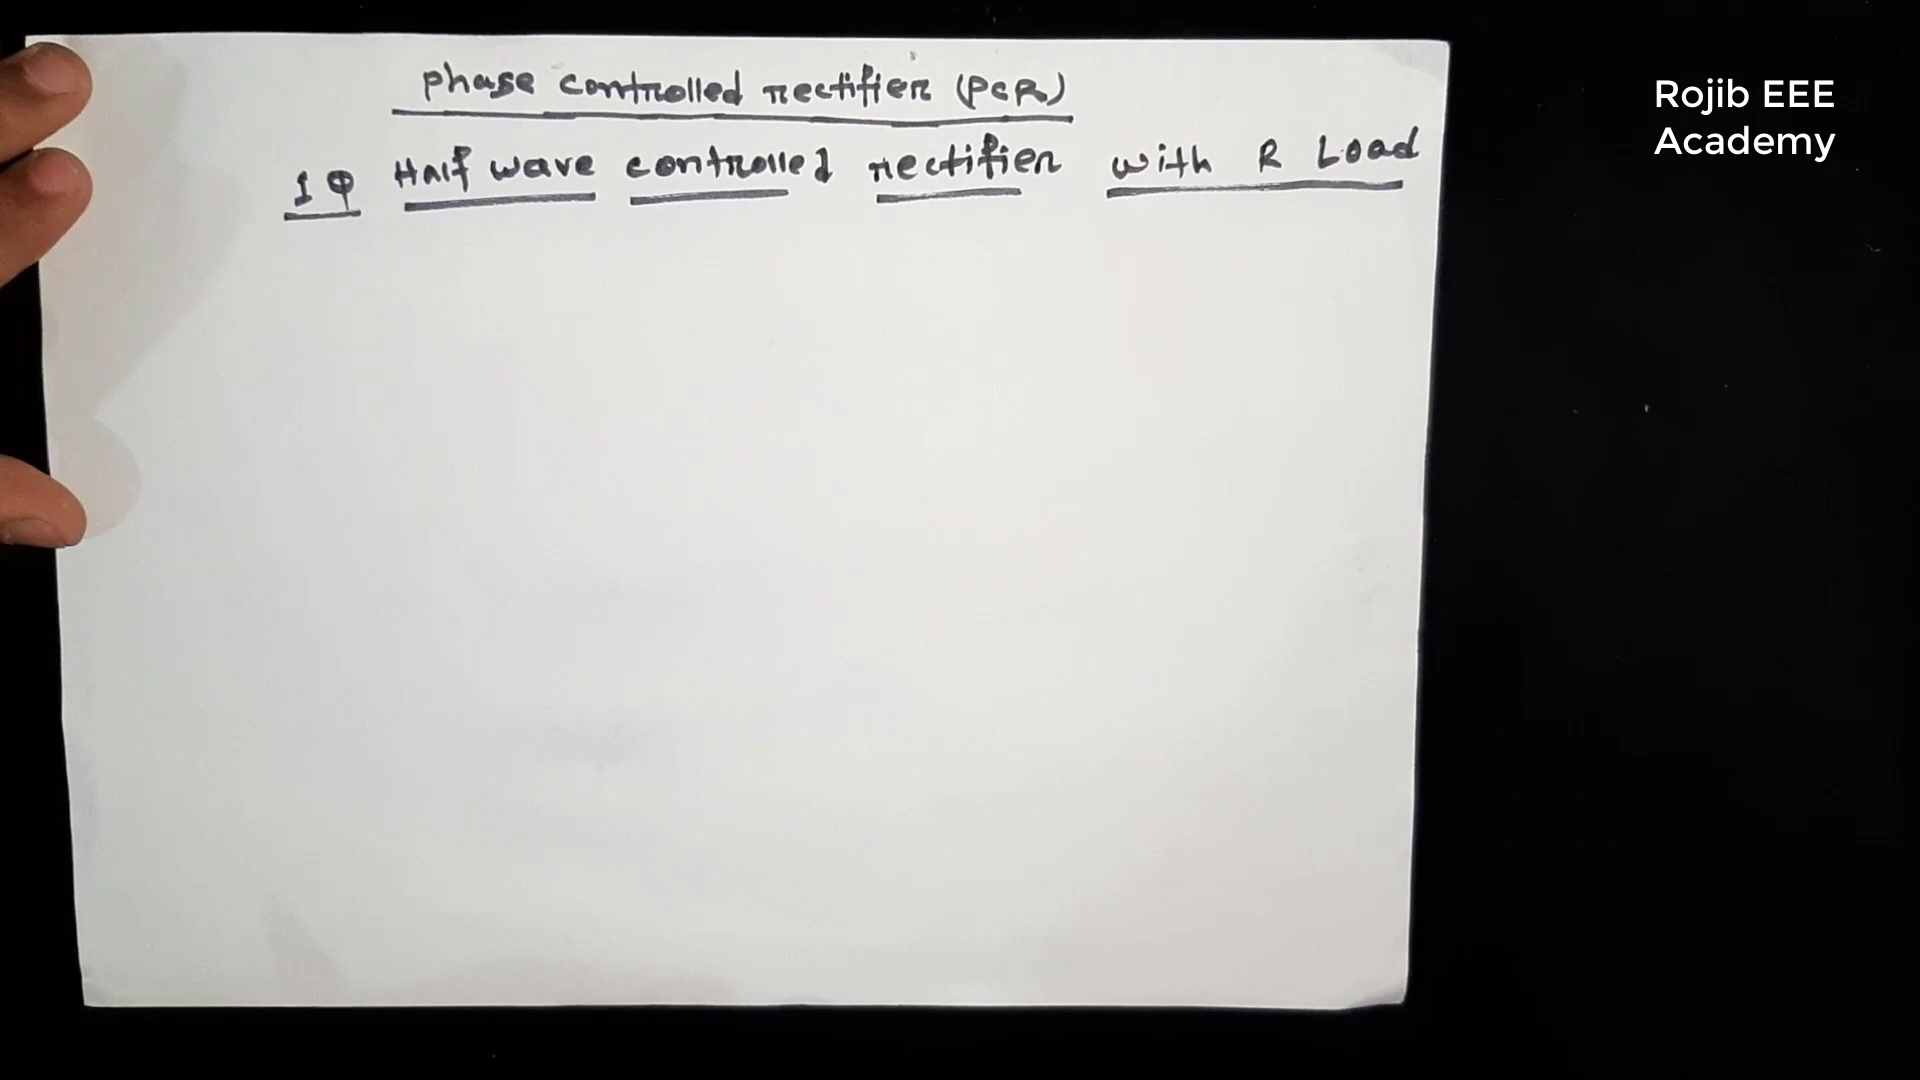 Phase controlled rectifier (PCR)
1φ Half wave controlled rectifier with R Load
Rojib EEE
Academy